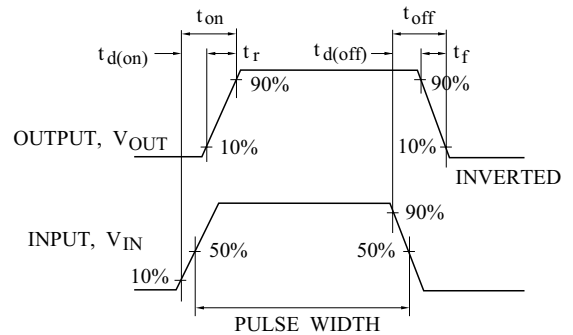 t on
t off
t d(on)
t r
t d(off)
t f
90%
90%
OUTPUT, V OUT
10%
10%
INVERTED
90%
INPUT, V IN
50%
50%
10%
PULSE WIDTH